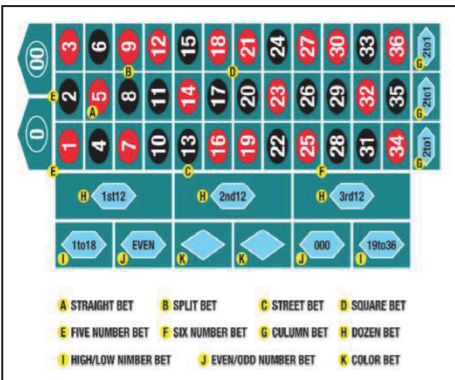 00 3 6 9 12 15 18 21 24 27 30 33 36 2to1
G
B D
E 2 5 8 11 14 17 20 23 26 29 32 35 2to1
A G
0 1 4 7 10 13 16 19 22 25 28 31 34 2to1
E C F G
H 1st12 H 2nd12 H 3rd12
1to18 EVEN 000 19to36
I J K K J I
A STRAIGHT BET B SPLIT BET C STREET BET D SQUARE BET
E FIVE NUMBER BET F SIX NUMBER BET G CULUMN BET H DOZEN BET
I HIGH/LOW NIMBER BET J EVEN/ODD NUMBER BET K COLOR BET